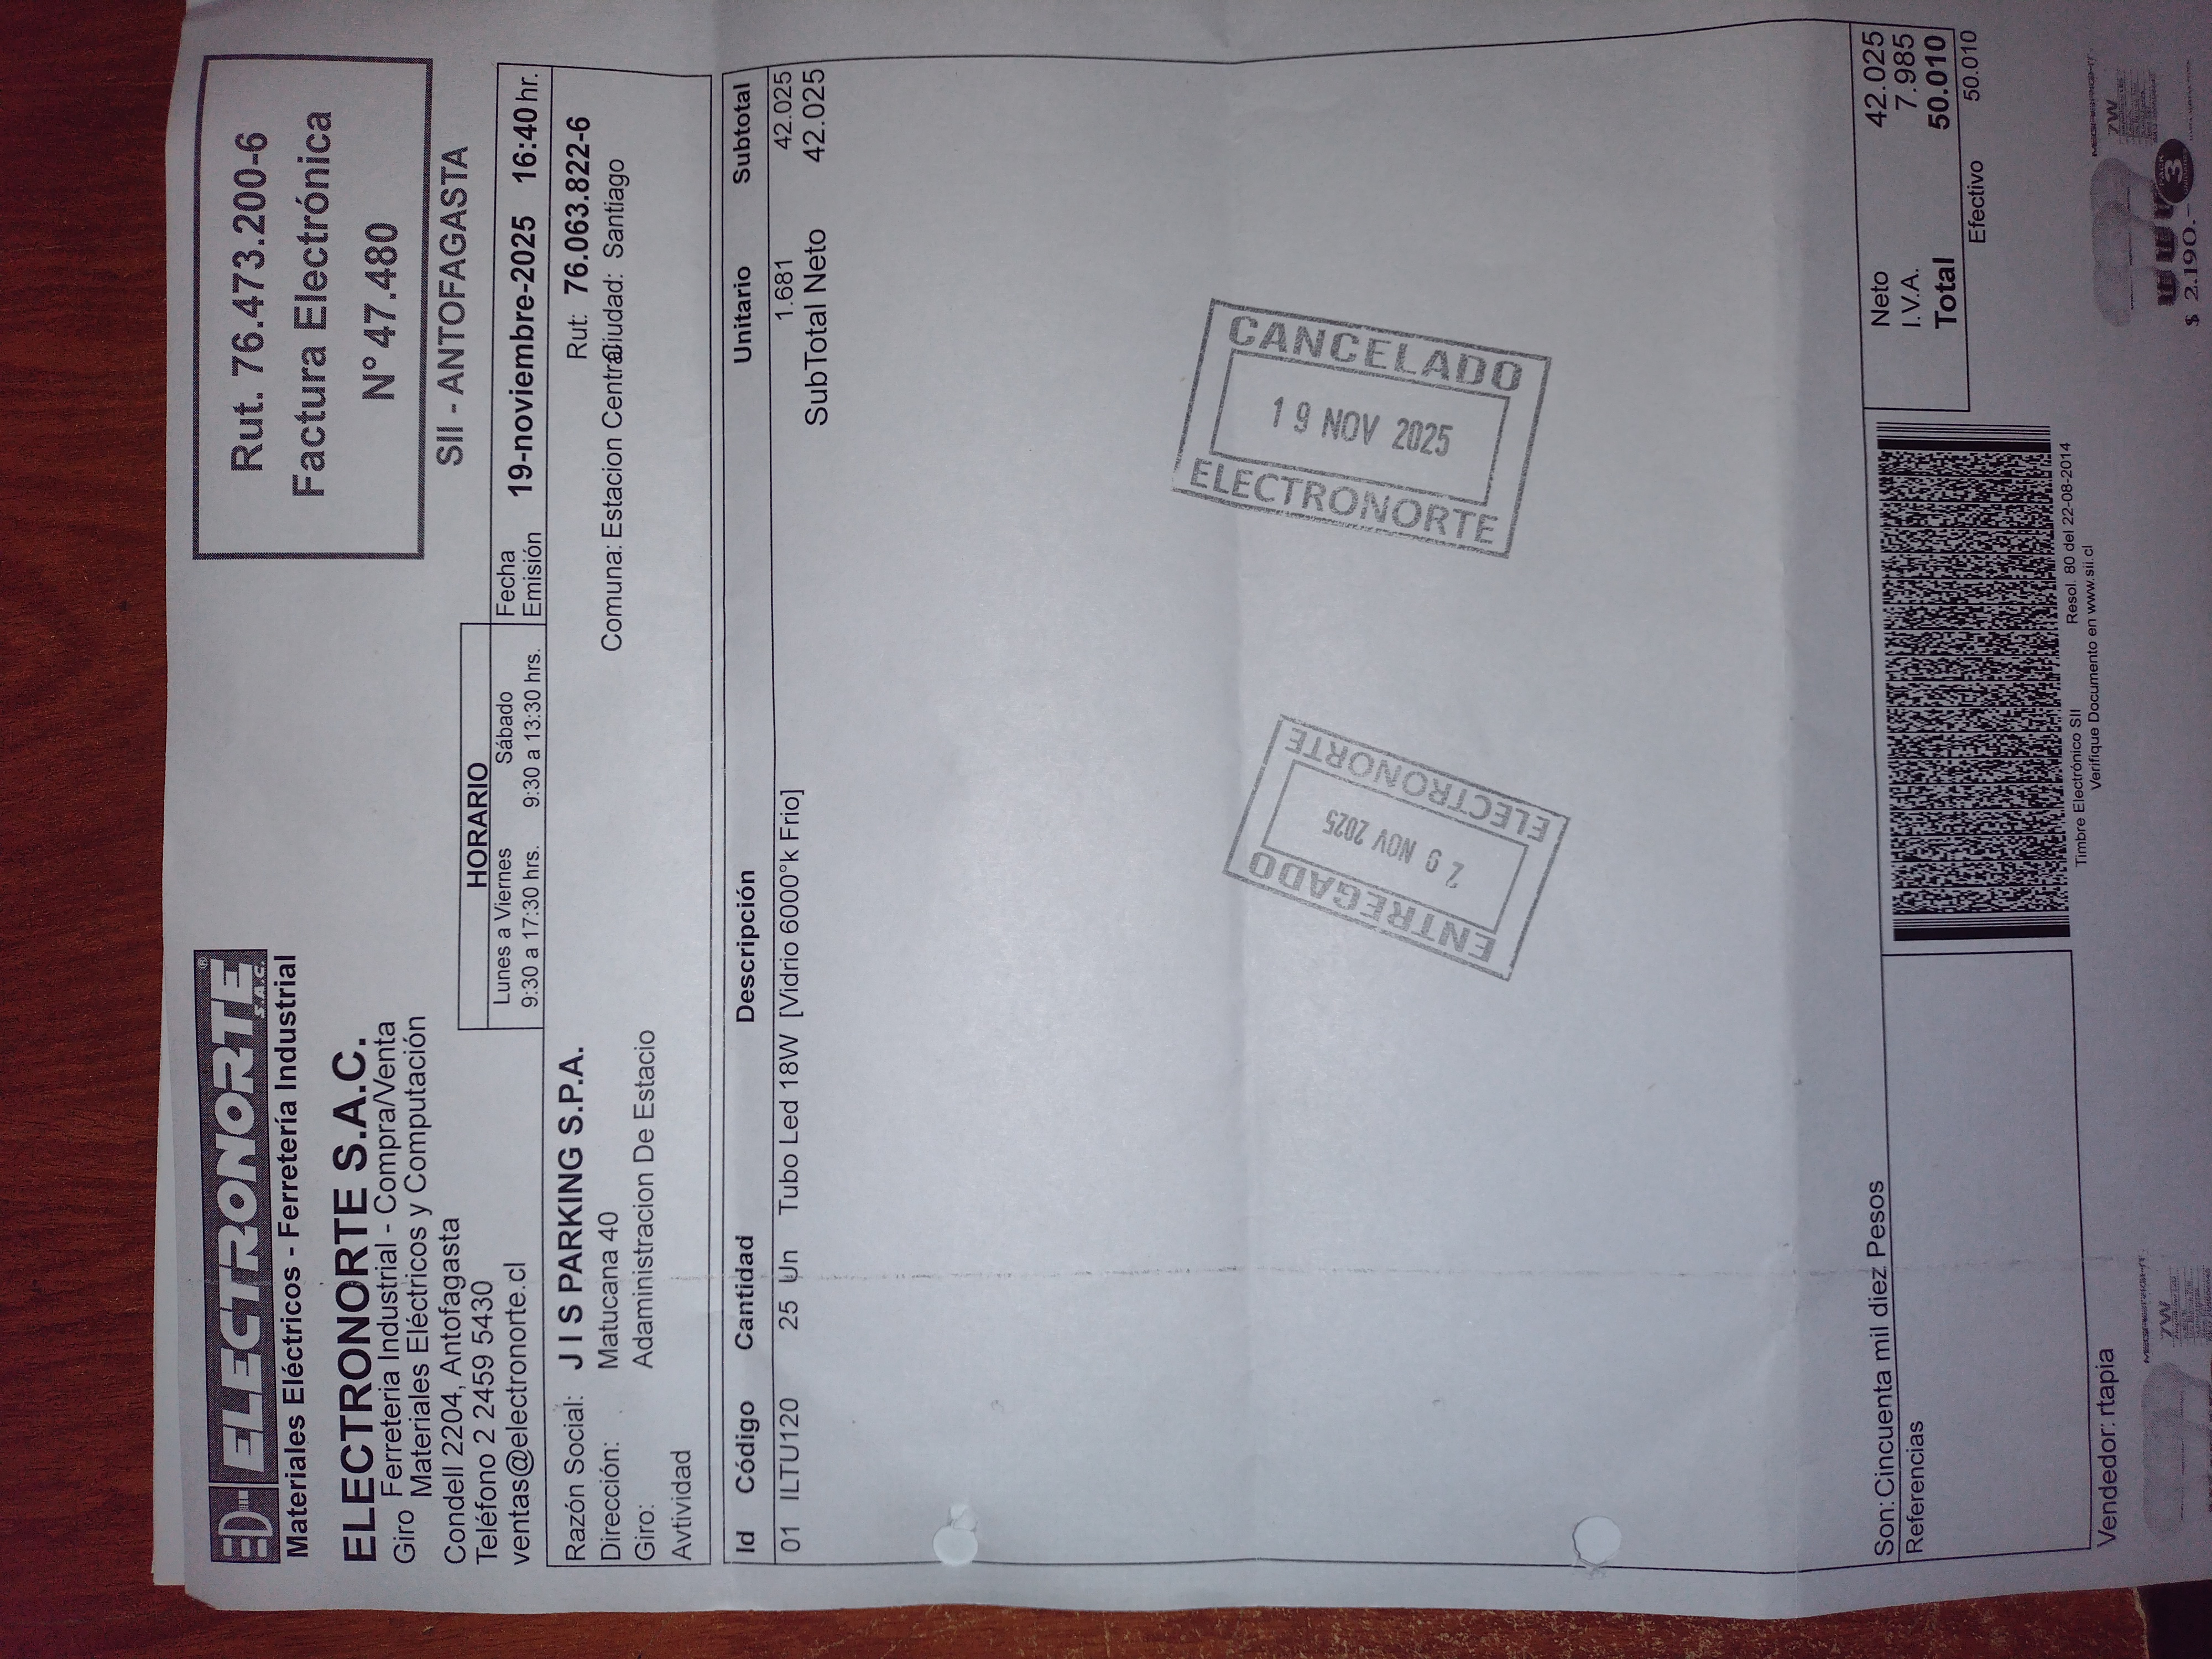 ELECTRONORTE ® S.A.C.
Materiales Eléctricos - Ferretería Industrial
ELECTRONORTE S.A.C.
Giro Ferreteria Industrial - Compra/Venta
Materiales Eléctricos y Computación
Condell 2204, Antofagasta
Teléfono 2 2459 5430
ventas@electronorte.cl
Rut. 76.473.200-6
Factura Electrónica
N° 47.480
SII - ANTOFAGASTA
HORARIO
Lunes a Viernes Sábado
9:30 a 17:30 hrs. 9:30 a 13:30 hrs.
Fecha Emisión 19-noviembre-2025 16:40 hr.
Razón Social: J I S PARKING S.P.A. Rut: 76.063.822-6
Dirección: Matucana 40 Comuna: Estacion Central Ciudad: Santiago
Giro: Adaministracion De Estacio
Avtividad
Id Código Cantidad Descripción Unitario Subtotal
01 ILTU120 25 Un Tubo Led 18W [Vidrio 6000°k Frio] 1.681 42.025
SubTotal Neto 42.025
ENTREGADO
29 NOV 2025
ELECTRONORTE
CANCELADO
19 NOV 2025
ELECTRONORTE
Son: Cincuenta mil diez Pesos
Referencias
Neto 42.025
I.V.A. 7.985
Total 50.010
Efectivo 50.010
Timbre Electrónico SII Resol. 80 del 22-08-2014
Verifique Documento en www.sii.cl
Vendedor: rtapia
7W
7W
3
$ 2.190.-